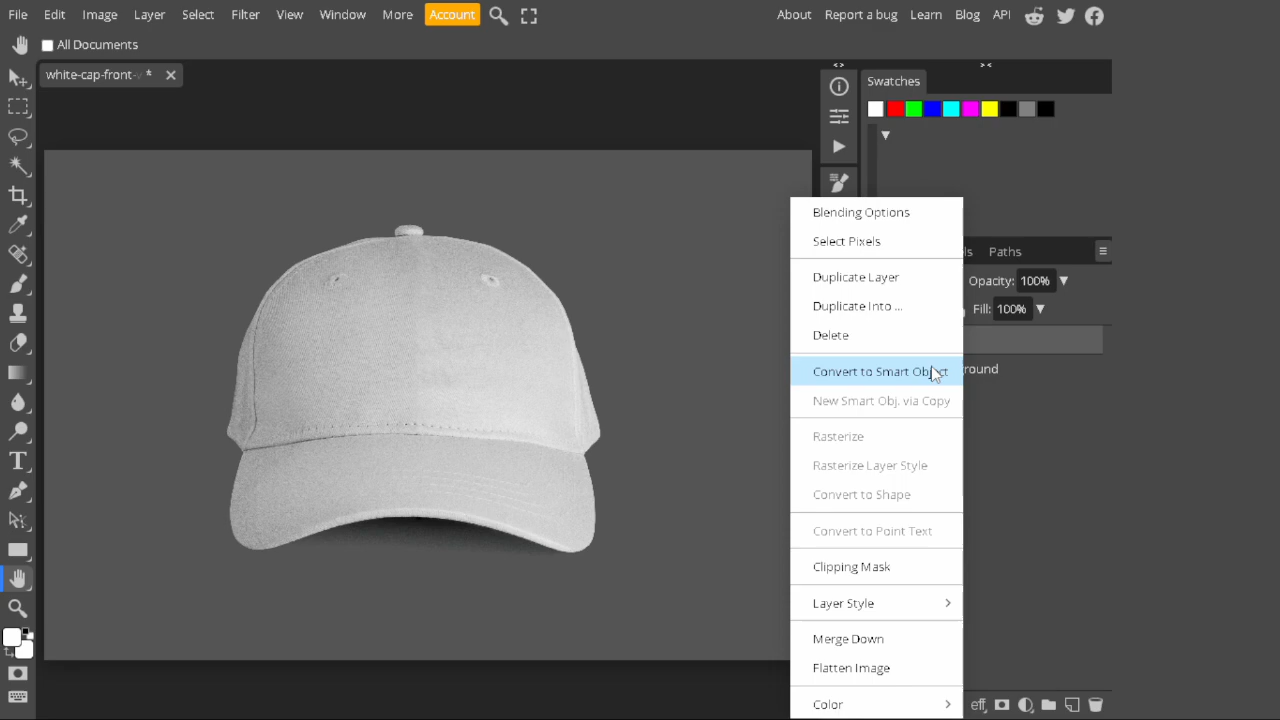 File Edit Image Layer Select Filter View Window More Account About Report a bug Learn Blog API
All Documents
white-cap-front- *
Swatches
Blending Options
Select Pixels
Paths
Duplicate Layer
Opacity: 100%
Duplicate Into ...
Fill: 100%
Delete
Convert to Smart Object
New Smart Obj. via Copy
Rasterize
Rasterize Layer Style
Convert to Shape
Convert to Point Text
Clipping Mask
Layer Style
Merge Down
Flatten Image
Color
eff